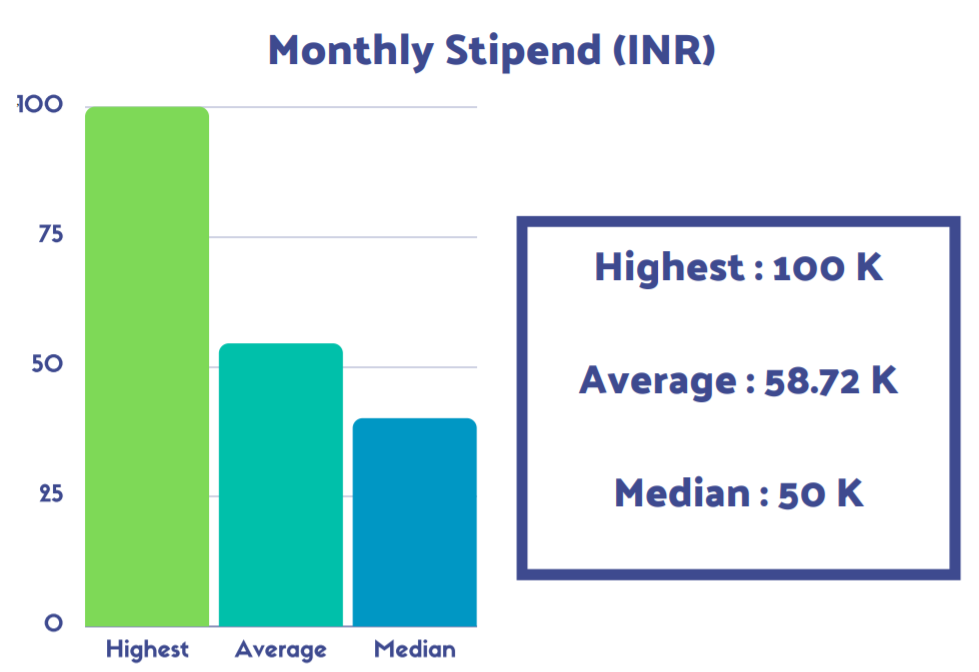 Monthly Stipend (INR)
100
75
50
25
0
Highest
Average
Median
Highest : 100 K
Average : 58.72 K
Median : 50 K